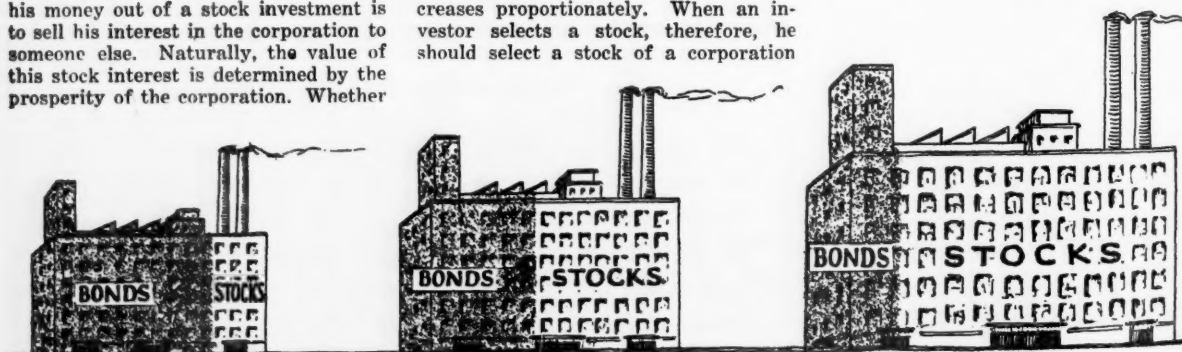 his money out of a stock investment is
to sell his interest in the corporation to
someone else. Naturally, the value of
this stock interest is determined by the
prosperity of the corporation. Whether
creases proportionately. When an in-
vestor selects a stock, therefore, he
should select a stock of a corporation
BONDS
STOCKS
BONDS
STOCKS
BONDS
STOCKS